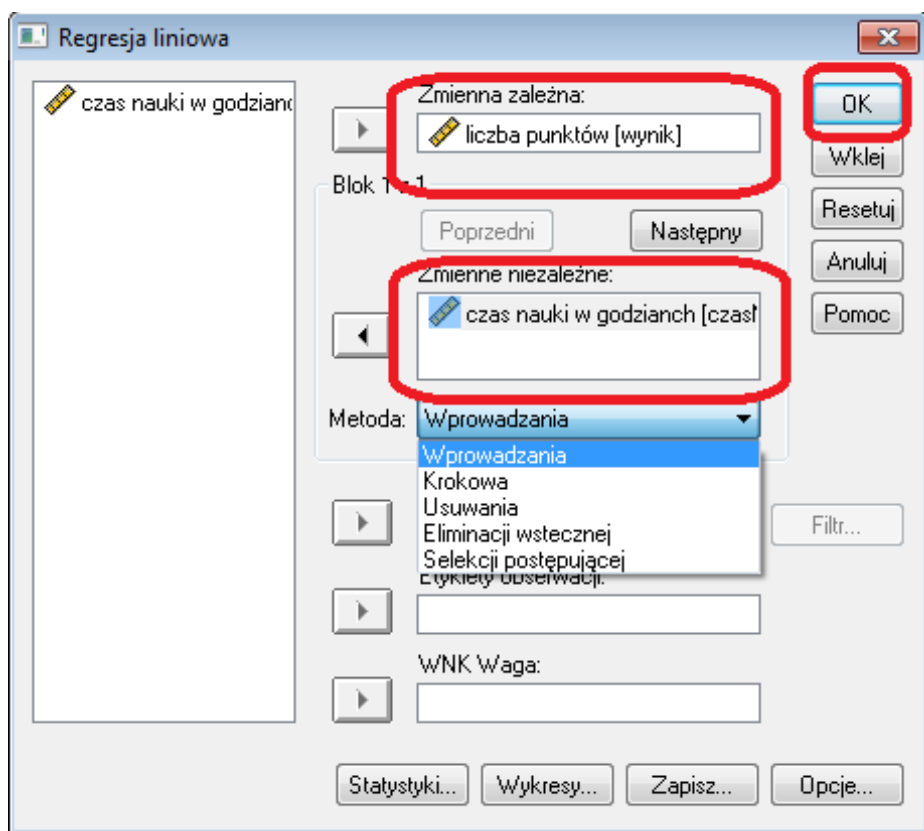 Regresja liniowa
czas nauki w
Zmienna zależna:
liczba punktów [wynik]
OK
Wklej
Blok 1 z 1
Resetuj
Poprzedni
Następny
Anuluj
Zmienne niezależne:
czas nauki w godzianch
Pomoc
Metoda:
Wprowadzania
Wprowadzania
Krokowa
Usuwania
Eliminacji wstecznej
Selekcji postępującej
Filtr...
Etykiety obserwacji:
WNK Waga:
Statystyki...
Wykresy...
Zapisz...
Opcje...